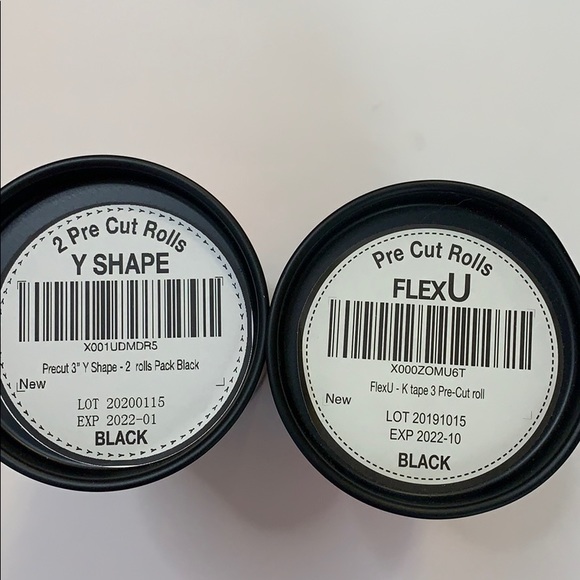 2 Pre Cut Rolls
Y SHAPE
X001UDMDR5
Precut 3" Y Shape - 2 rolls Pack Black
New
LOT 20200115
EXP 2022-01
BLACK
Pre Cut Rolls
FLEXU
X000ZOMU6T
FlexU - K tape 3 Pre-Cut roll
New
LOT 20191015
EXP 2022-10
BLACK